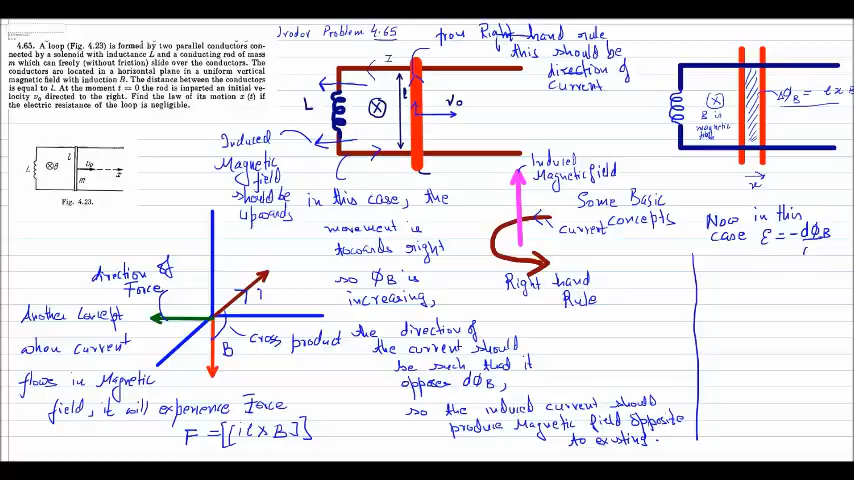 Irodov Problem 4.65
4.65. A loop (Fig. 4.23) is formed by two parallel conductors con-
nected by a solenoid with inductance L and a conducting rod of mass
m which can freely (without friction) slide over the conductors. The
conductors are located in a horizontal plane in a uniform vertical
magnetic field with induction B. The distance between the conductors
is equal to l. At the moment t = 0 the rod is imparted an initial ve-
locity v₀ directed to the right. Find the law of its motion x (t) if
the electric resistance of the loop is negligible.
L
⊗B
l
v₀
x
m
Fig. 4.23.
from Right hand rule
this should be
direction of
current
I
L
⊗
l
v₀
Induced
Magnetic
field
should be
upwards
in this case, the
movement is
towards right
so ϕB is
increasing,
the direction of
the current should
be such that it
opposes dϕB,
so the induced current should
produce Magnetic field opposite
to existing.
Induced
Magnetic field
Some Basic
concepts
current
Right hand
Rule
B is
magnetic
field
ΔϕB = lx B
x
Now in this
case ε = -dϕB
direction of
Force
i
B
cross product
Another concept
when current
flows in Magnetic
field, it will experience Force
F = [(il x B)]